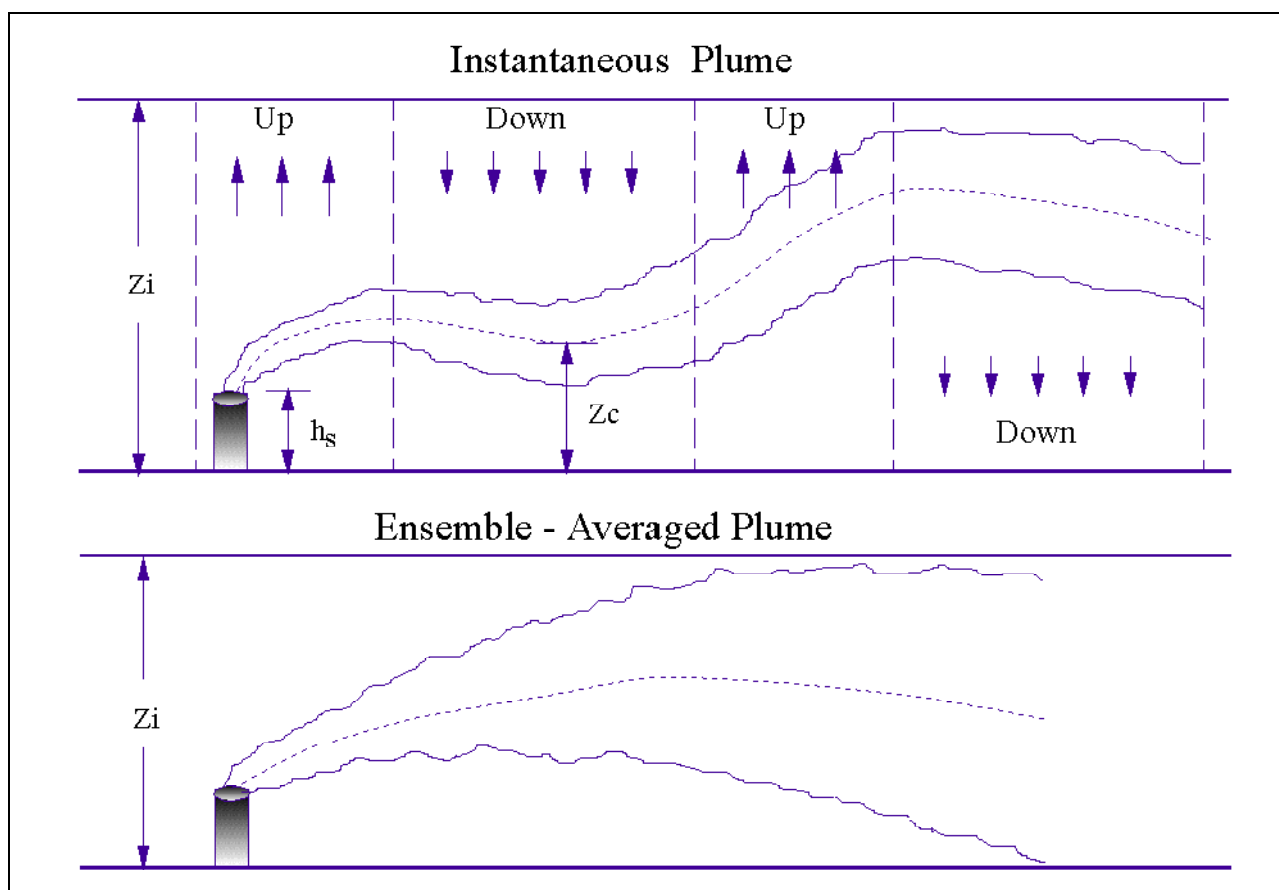 Instantaneous Plume
Up Down Up
Zi
Zc
hs
Down
Ensemble - Averaged Plume
Zi